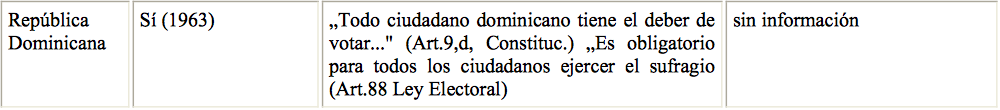 República
Dominicana
Sí (1963)
„Todo ciudadano dominicano tiene el deber de
votar..." (Art.9,d, Constituc.) „Es obligatorio
para todos los ciudadanos ejercer el sufragio
(Art.88 Ley Electoral)
sin información